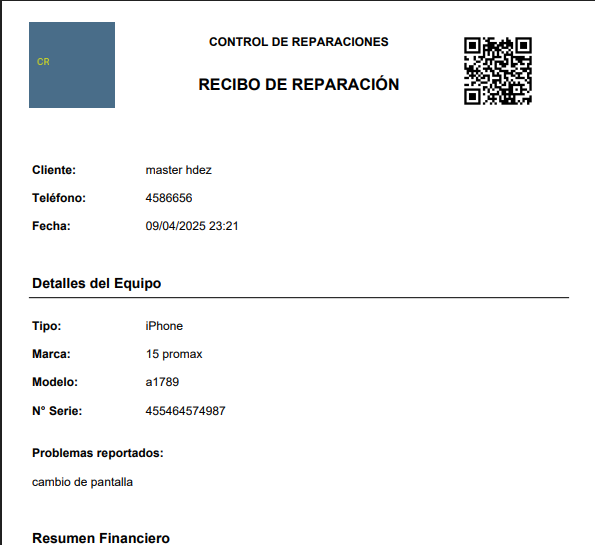 CR
CONTROL DE REPARACIONES
RECIBO DE REPARACIÓN
Cliente: master hdez
Teléfono: 4586656
Fecha: 09/04/2025 23:21
Detalles del Equipo
Tipo: iPhone
Marca: 15 promax
Modelo: a1789
N° Serie: 455464574987
Problemas reportados:
cambio de pantalla
Resumen Financiero